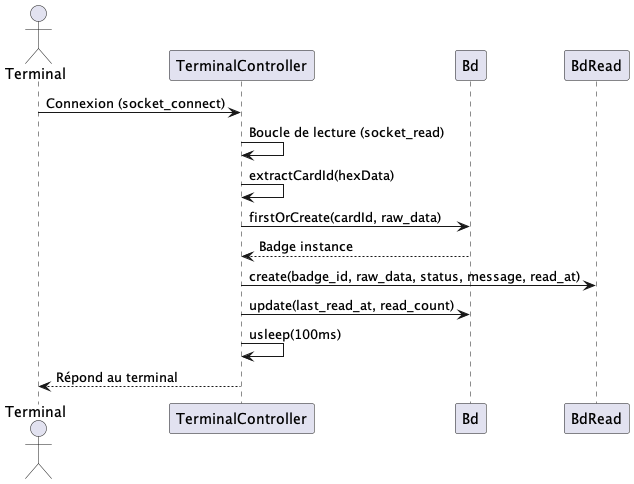 Terminal
TerminalController
Bd
BdRead
Connexion (socket_connect)
Boucle de lecture (socket_read)
extractCardId(hexData)
firstOrCreate(cardId, raw_data)
Badge instance
create(badge_id, raw_data, status, message, read_at)
update(last_read_at, read_count)
usleep(100ms)
Répond au terminal
Terminal
TerminalController
Bd
BdRead